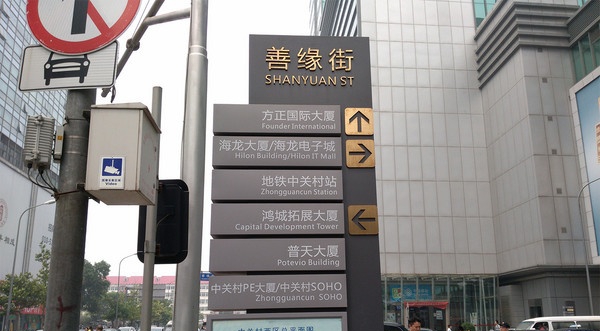 善缘街
SHANYUAN ST
方正国际大厦
Founder International
海龙大厦/海龙电子城
Hilon Building/Hilon IT Mall
地铁中关村站
Zhongguancun Station
鸿城拓展大厦
Capital Development Tower
普天大厦
Potevio Building
中关村PE大厦/中关村SOHO
Zhongguancun SOHO
Video